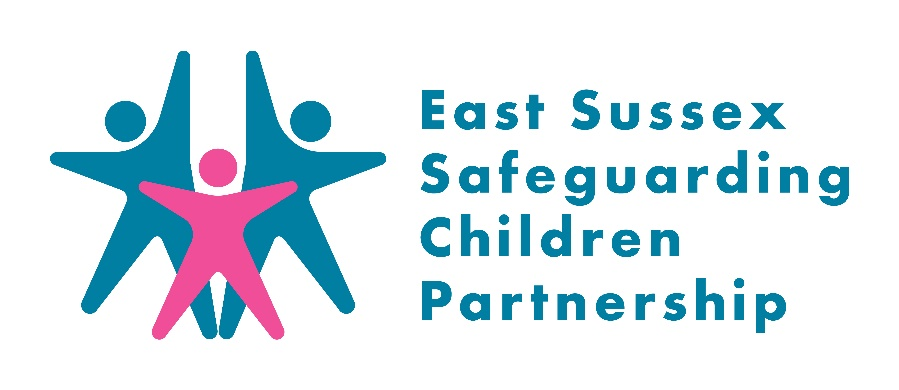 East Sussex
Safeguarding
Children
Partnership